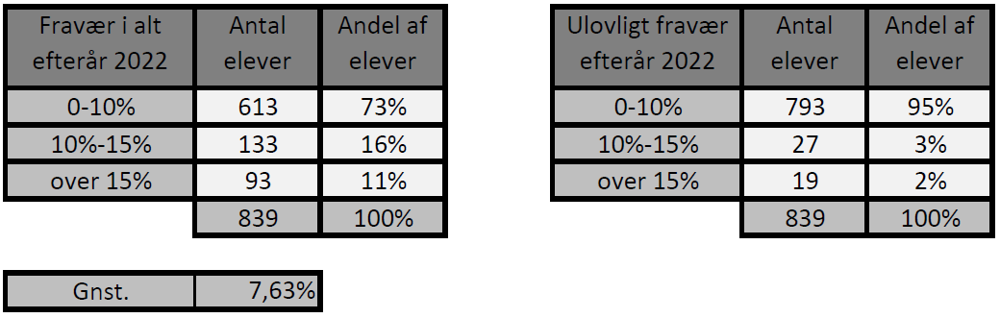 Fravær i alt efterår 2022 Antal elever Andel af elever
0-10% 613 73%
10%-15% 133 16%
over 15% 93 11%
839 100%
Gnst. 7,63%
Ulovligt fravær efterår 2022 Antal elever Andel af elever
0-10% 793 95%
10%-15% 27 3%
over 15% 19 2%
839 100%